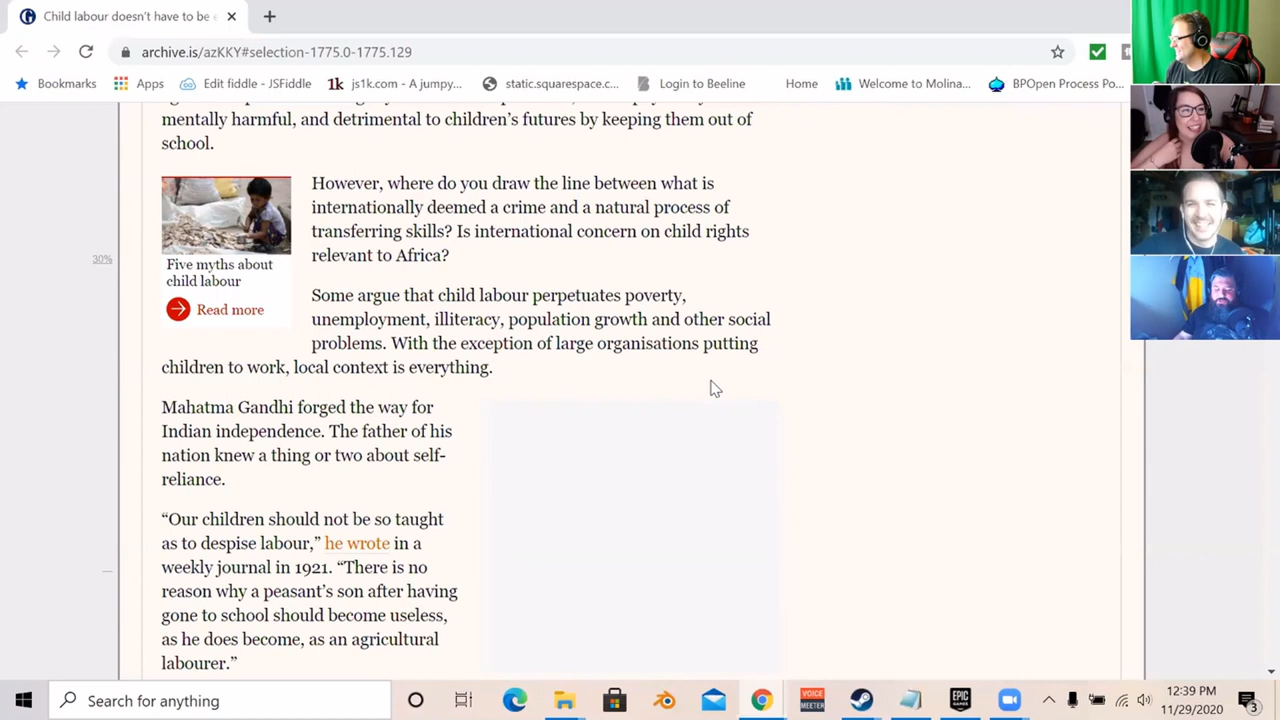 Child labour doesn't have to be
archive.is/azKKY#selection-1775.0-1775.129
Bookmarks Apps Edit fiddle - JSFiddle 1k js1k.com - A jumpy... static.squarespace.c... Login to Beeline Home Welcome to Molina... BPOpen Process Po...
mentally harmful, and detrimental to children's futures by keeping them out of
school.
However, where do you draw the line between what is
internationally deemed a crime and a natural process of
transferring skills? Is international concern on child rights
relevant to Africa?
30%
Five myths about
child labour
Read more
Some argue that child labour perpetuates poverty,
unemployment, illiteracy, population growth and other social
problems. With the exception of large organisations putting
children to work, local context is everything.
Mahatma Gandhi forged the way for
Indian independence. The father of his
nation knew a thing or two about self-
reliance.
“Our children should not be so taught
as to despise labour,” he wrote in a
weekly journal in 1921. “There is no
reason why a peasant's son after having
gone to school should become useless,
as he does become, as an agricultural
labourer.”
Search for anything
VOICE
MEETER
EPIC
GAMES
12:39 PM
11/29/2020
3